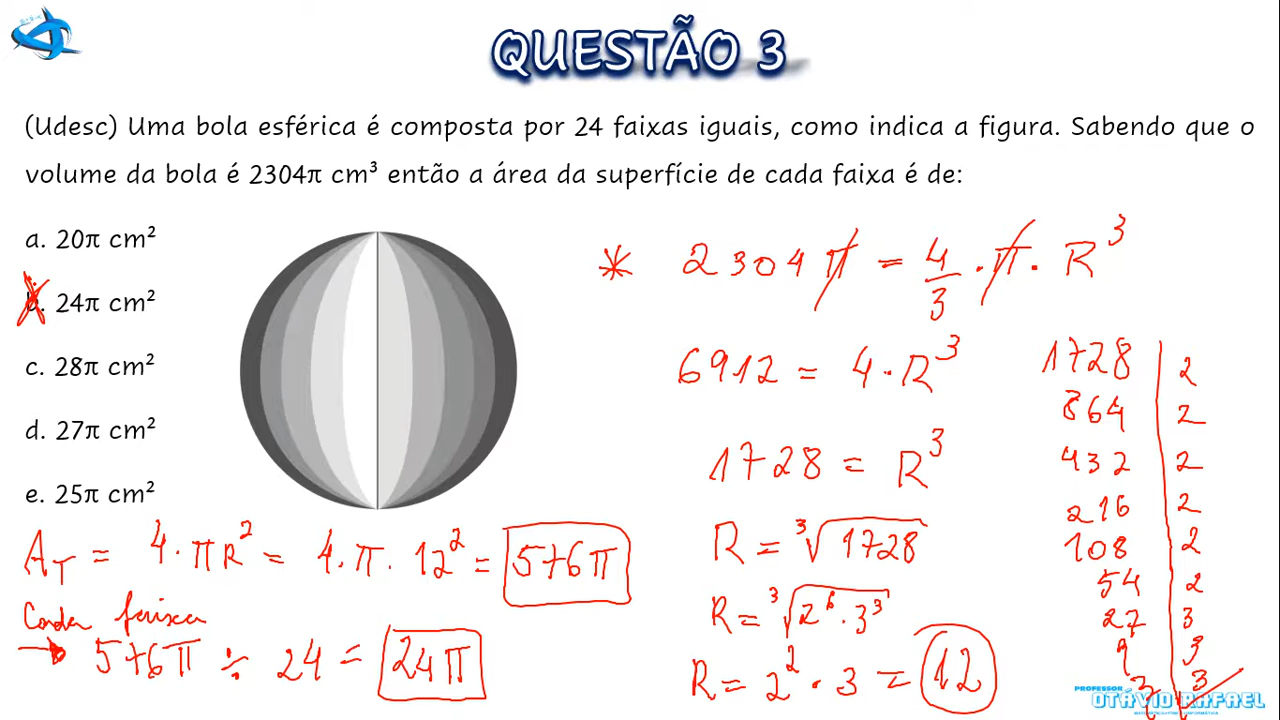 QUESTÃO 3
(Udesc) Uma bola esférica é composta por 24 faixas iguais, como indica a figura. Sabendo que o
volume da bola é 2304π cm³ então a área da superfície de cada faixa é de:
a. 20π cm²
b. 24π cm²
c. 28π cm²
d. 27π cm²
e. 25π cm²
* 2304π = 4/3 · π · R³
6912 = 4 · R³
1728 = R³
R = ³√1728
R = ³√2⁶ · 3³
R = 2² · 3 = 12
1728 | 2
864 | 2
432 | 2
216 | 2
108 | 2
54 | 2
27 | 3
9 | 3
3 | 3
A_T = 4 · πR² = 4 · π · 12² = 576π
Cada faixa
→ 576π ÷ 24 = 24π
PROFESSOR
OTÁVIO RAFAEL